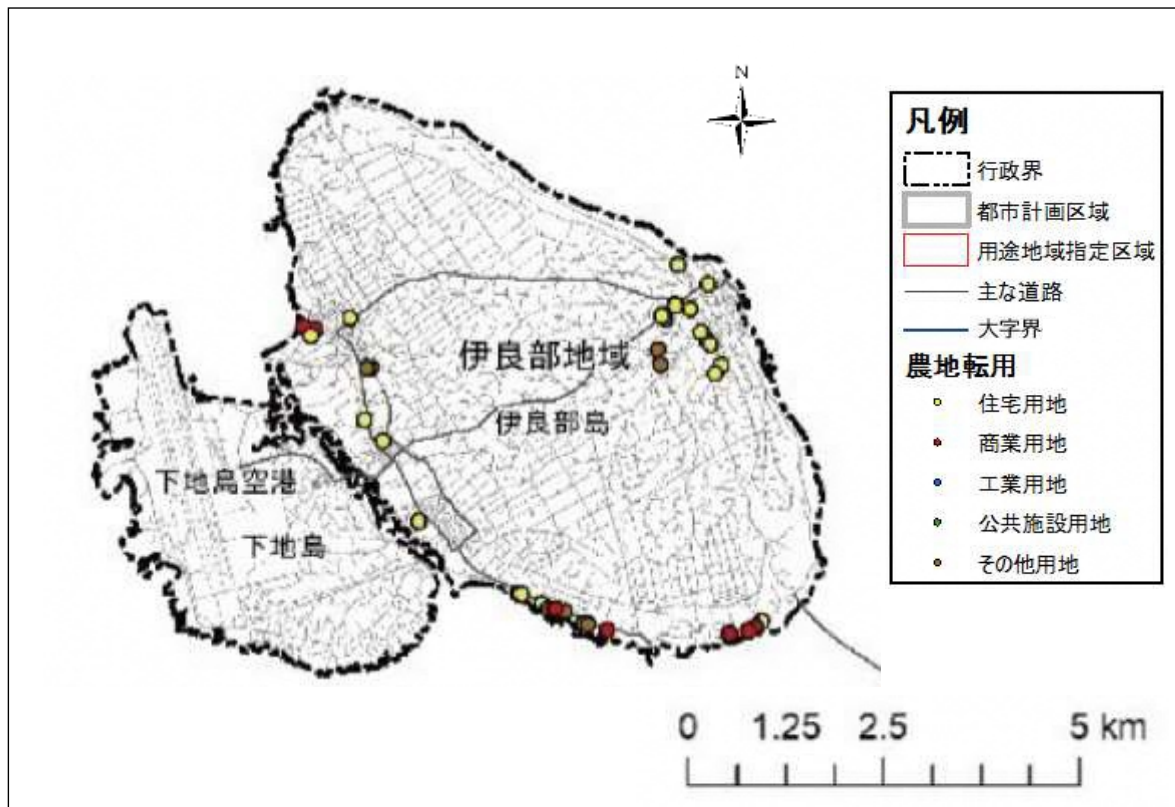 N
凡例
行政界
都市計画区域
用途地域指定区域
主な道路
大字界
農地転用
住宅用地
商業用地
工業用地
公共施設用地
その他用地
伊良部地域
伊良部島
下地島空港
下地島
0 1.25 2.5 5 km